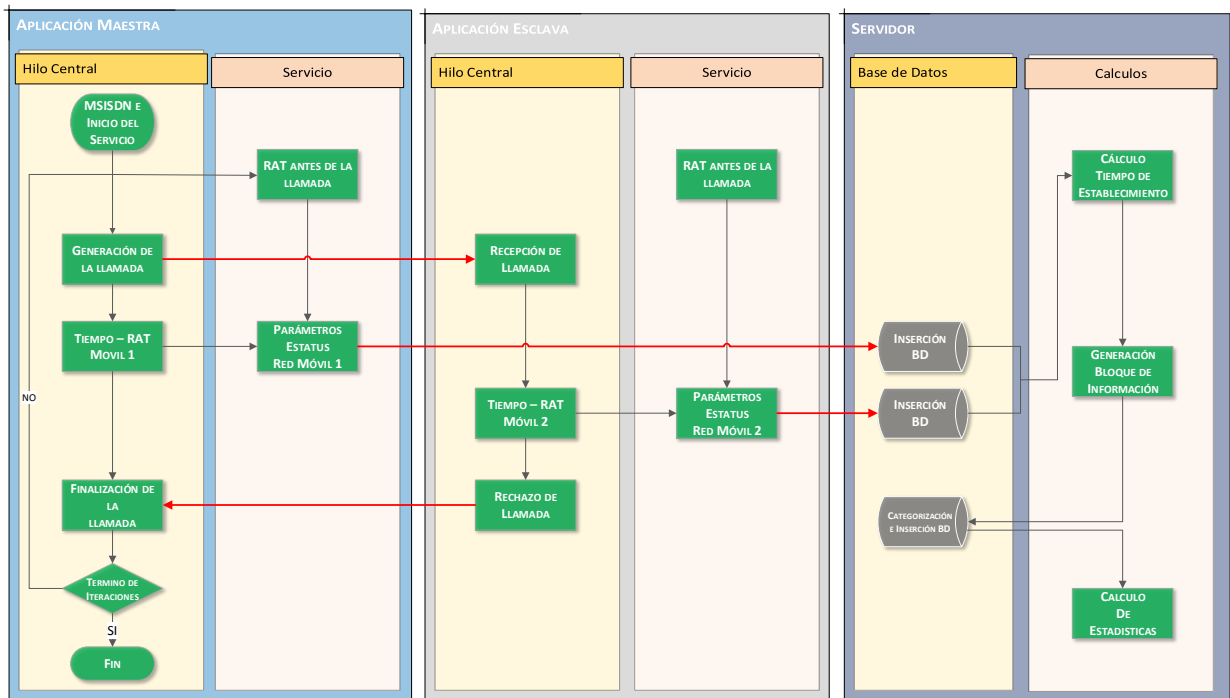 APLICACIÓN MAESTRA
Hilo Central
Servicio
MSISDN E
INICIO DEL
SERVICIO
RAT ANTES DE LA
LLAMADA
GENERACIÓN DE
LA LLAMADA
TIEMPO – RAT
MOVIL 1
PARÁMETROS
ESTATUS
RED MÓVIL 1
NO
FINALIZACIÓN DE
LA
LLAMADA
TERMINO DE
ITERACIONES
SI
FIN
APLICACIÓN ESCLAVA
Hilo Central
Servicio
RAT ANTES DE LA
LLAMADA
RECEPCIÓN DE
LLAMADA
TIEMPO – RAT
MÓVIL 2
PARÁMETROS
ESTATUS
RED MÓVIL 2
RECHAZO DE
LLAMADA
SERVIDOR
Base de Datos
Calculos
CÁLCULO
TIEMPO DE
ESTABLECIMIENTO
INSERCIÓN
BD
GENERACIÓN
BLOQUE DE
INFORMACIÓN
INSERCIÓN
BD
CATEGORIZACIÓN
E INSERCIÓN BD
CALCULO
DE
ESTADISTICAS